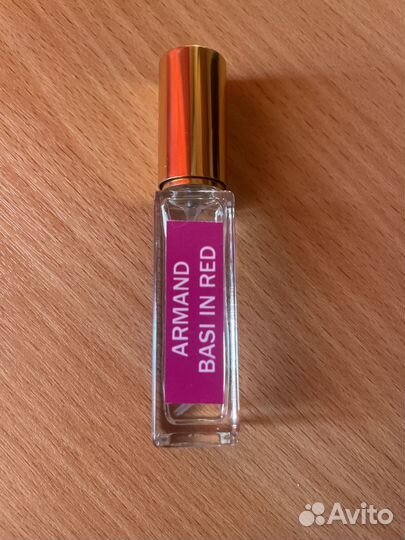 ARMAND
BASI IN RED
Avito